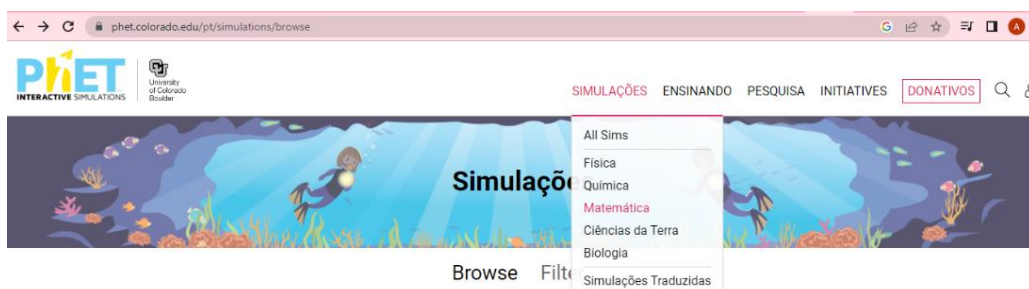 phet.colorado.edu/pt/simulations/browse
PhET
INTERACTIVE SIMULATIONS
University
of Colorado
Boulder
SIMULAÇÕES ENSINANDO PESQUISA INITIATIVES DONATIVOS
All Sims
Física
Química
Matemática
Ciências da Terra
Biologia
Simulações Traduzidas
Simulaçõe
Browse Filte
A